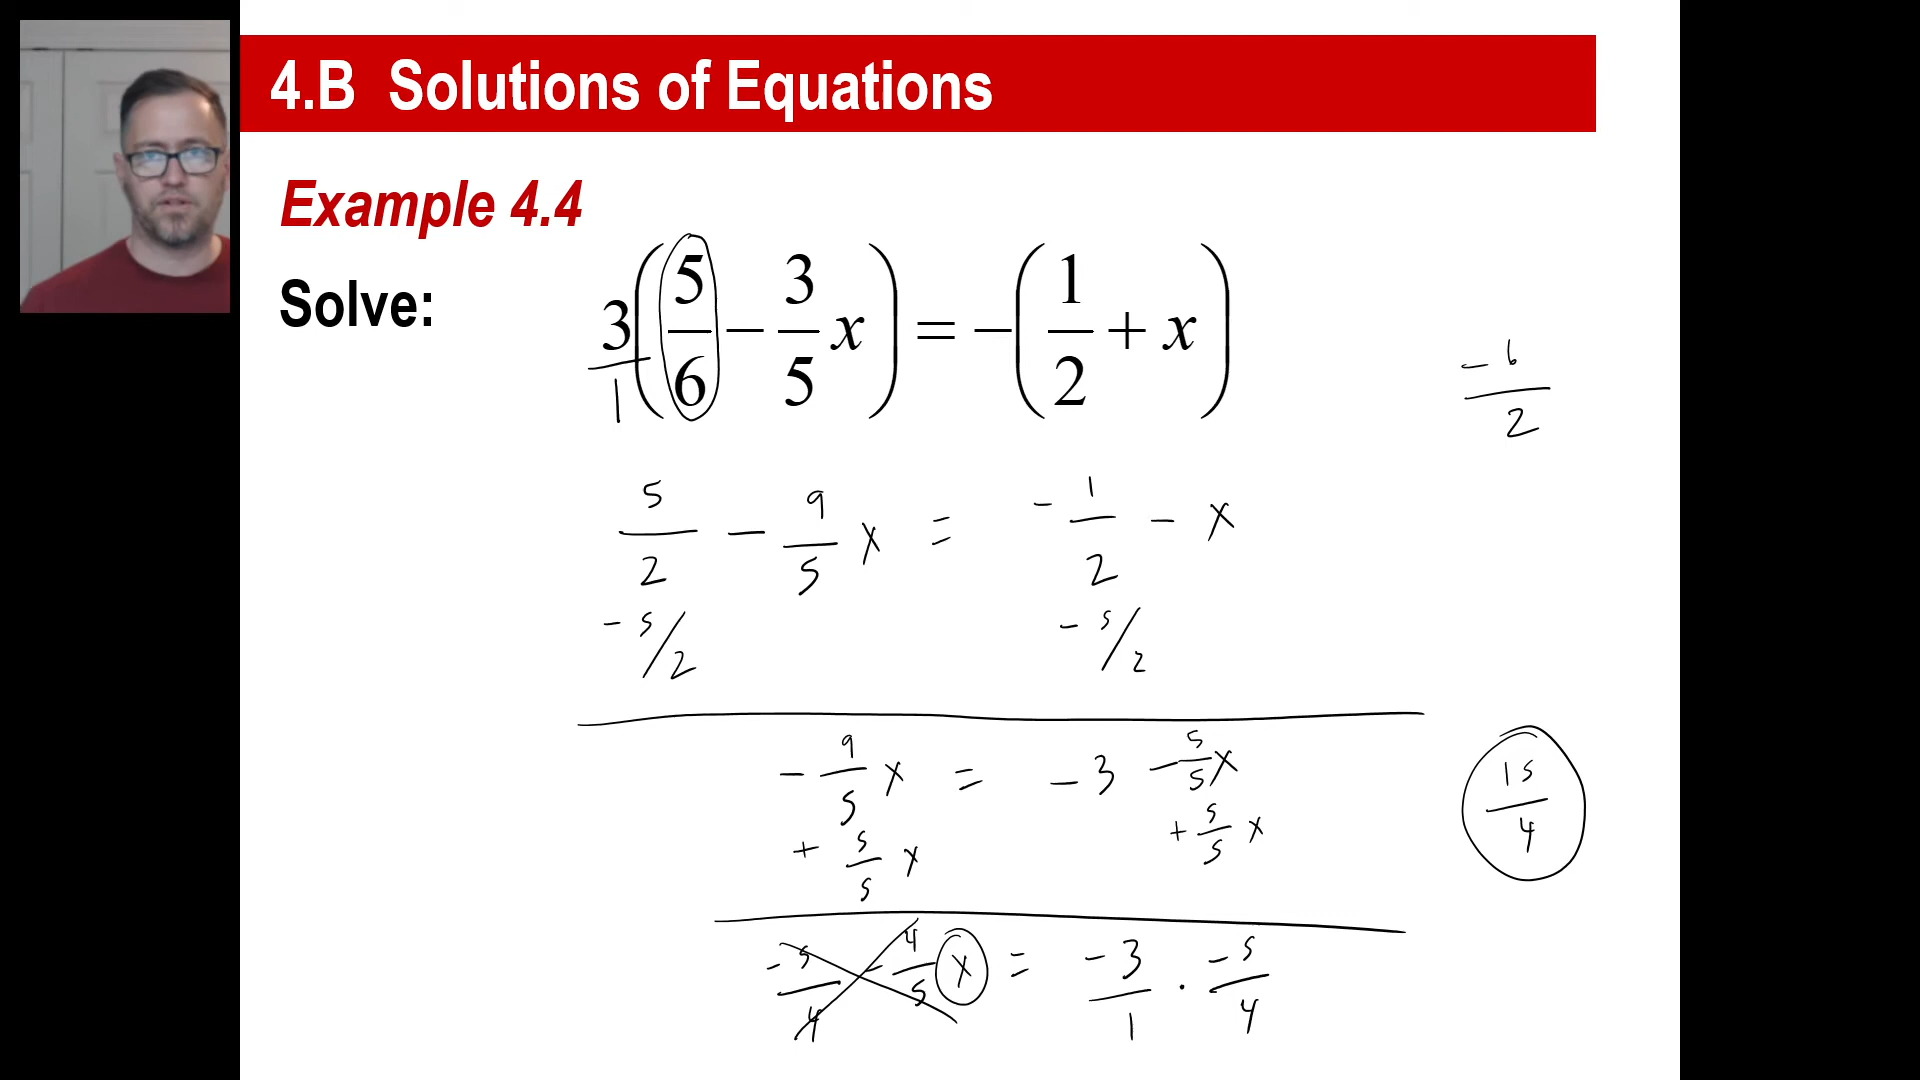 4.B Solutions of Equations
Example 4.4
Solve: 3/1 (5/6 − 3/5 x) = −(1/2 + x)
-6/2
5/2 - 9/5 x = -1/2 - x
- 5/2 - 5/2
- 9/5 x = -3 - 5/5 x
+ 5/5 x + 5/5 x
15/4
-5/4 - 4/5 x = -3/1 · -5/4